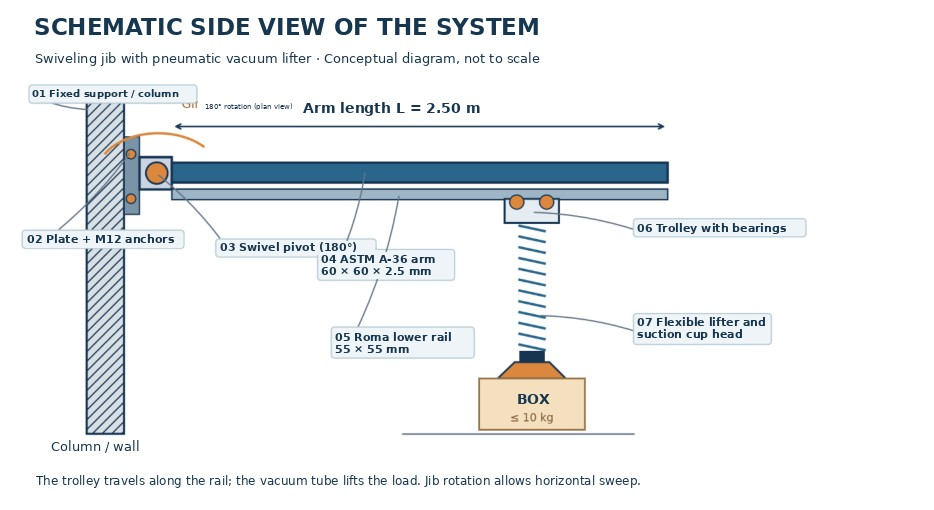 SCHEMATIC SIDE VIEW OF THE SYSTEM
Swiveling jib with pneumatic vacuum lifter · Conceptual diagram, not to scale
01 Fixed support / column
180° rotation (plan view)
Arm length L = 2.50 m
02 Plate + M12 anchors
03 Swivel pivot (180°)
04 ASTM A-36 arm
60 × 60 × 2.5 mm
06 Trolley with bearings
05 Roma lower rail
55 × 55 mm
07 Flexible lifter and
suction cup head
BOX
≤ 10 kg
Column / wall
The trolley travels along the rail; the vacuum tube lifts the load. Jib rotation allows horizontal sweep.